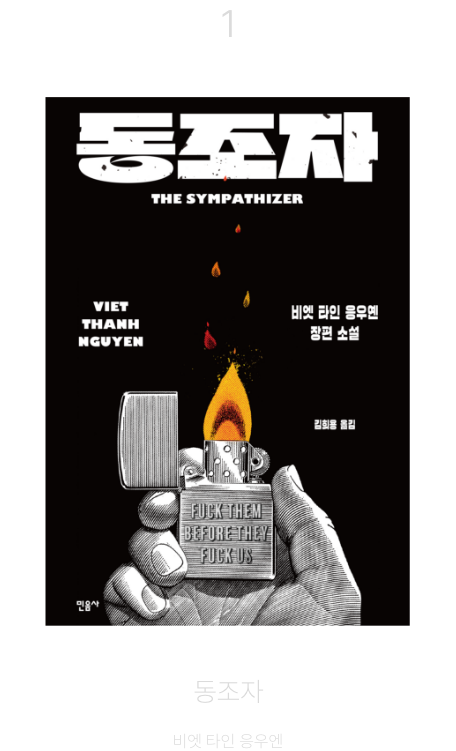 1
동조자
THE SYMPATHIZER
VIET
THANH
NGUYEN
비엣 타인 응우옌
장편 소설
김희용 옮김
FUCK THEM
BEFORE THEY
FUCK US
민음사
동조자
비엣 타인 응우옌